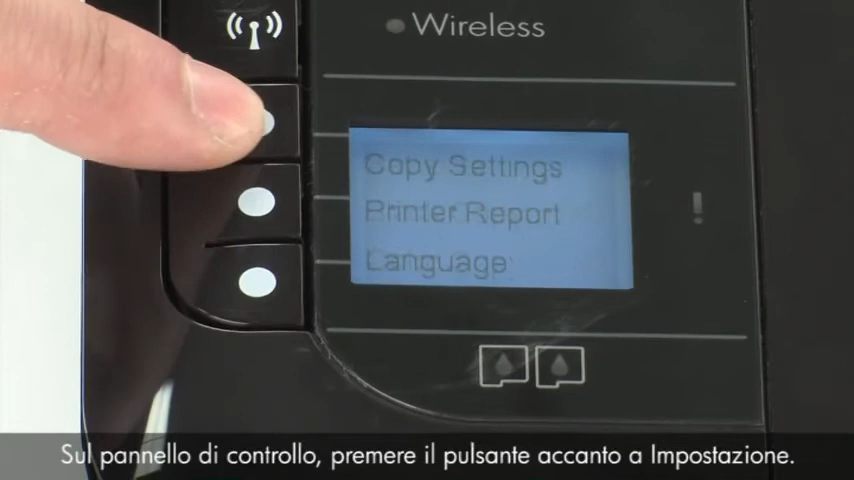 Wireless
Copy Settings
Printer Report
Language
!
Sul pannello di controllo, premere il pulsante accanto a Impostazione.